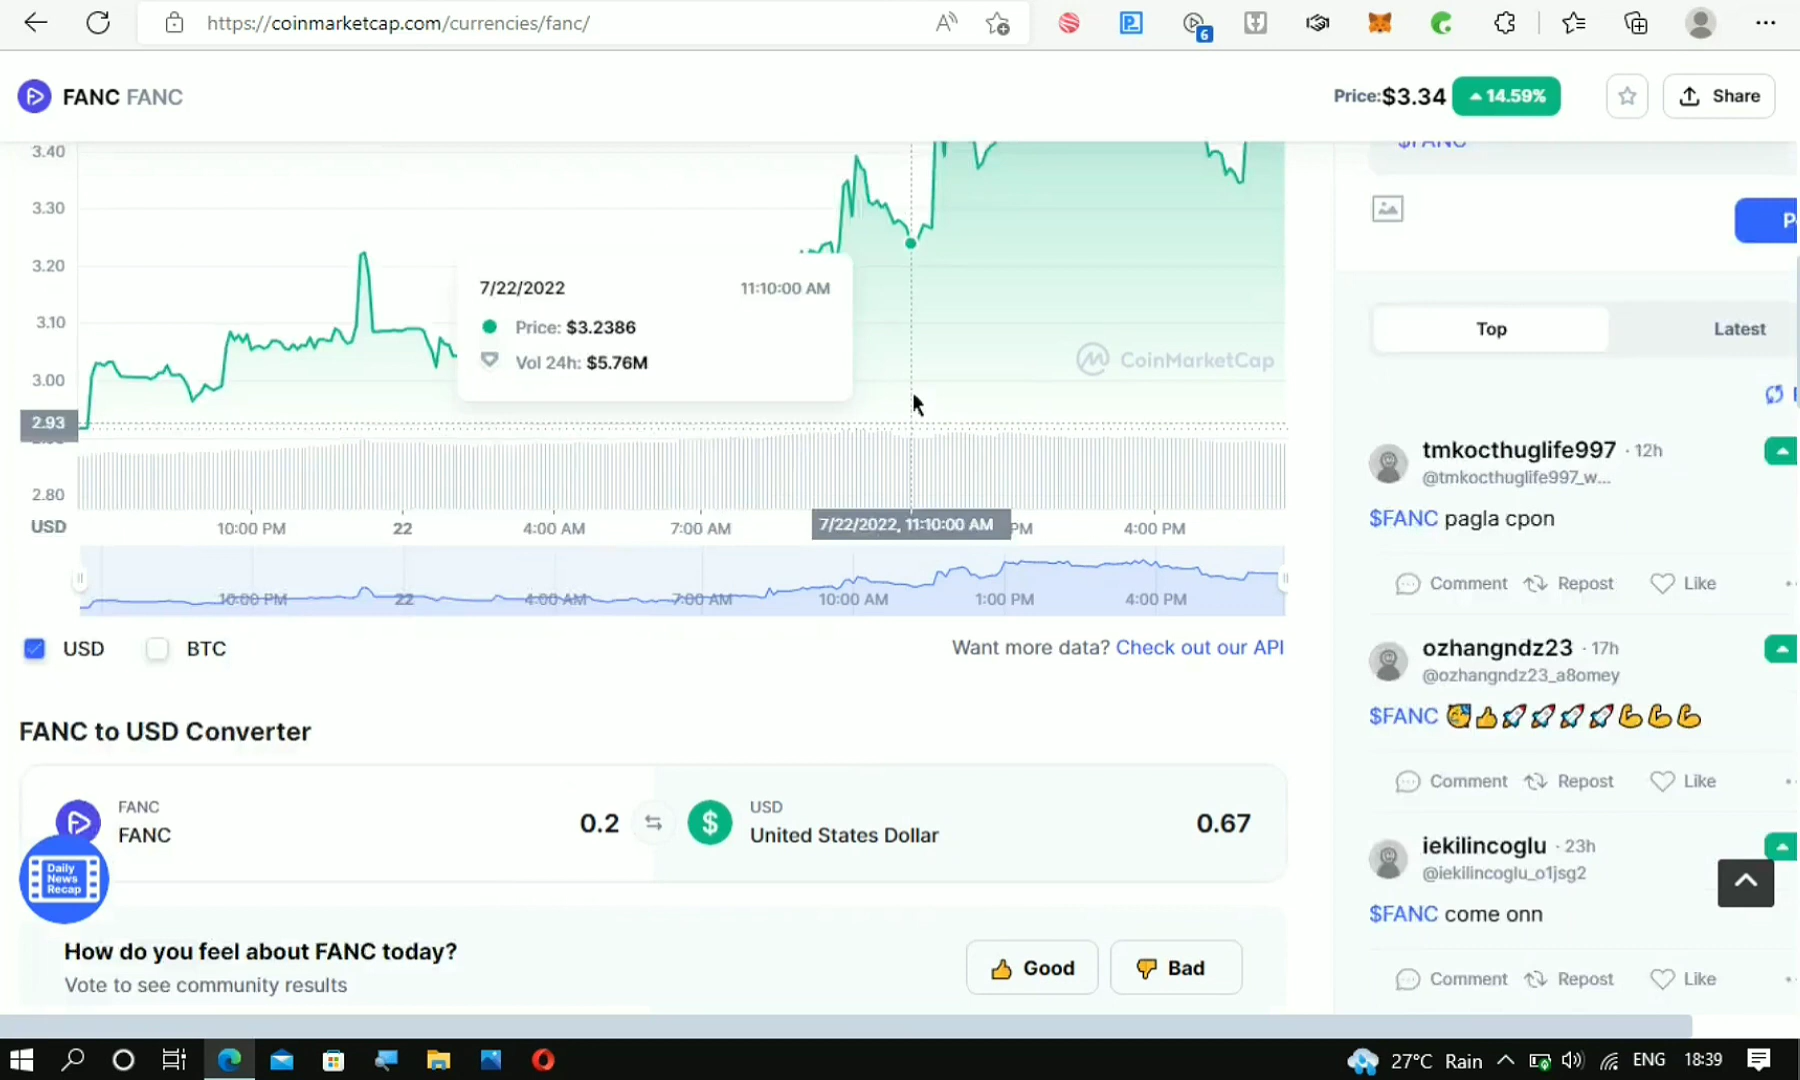 https://coinmarketcap.com/currencies/fanc/
6
FANC FANC
Price:$3.34
14.59%
Share
3.40
3.30
3.20
3.10
3.00
2.93
2.80
USD
7/22/2022 11:10:00 AM
Price: $3.2386
Vol 24h: $5.76M
CoinMarketCap
10:00 PM 22 4:00 AM 7:00 AM 7/22/2022, 11:10:00 AM PM 4:00 PM
10:00 PM 22 4:00 AM 7:00 AM 10:00 AM 1:00 PM 4:00 PM
USD BTC
Want more data? Check out our API
FANC to USD Converter
FANC
FANC
0.2
USD
United States Dollar
0.67
Daily
News
Recap
How do you feel about FANC today?
Vote to see community results
Good
Bad
$FANC
Top Latest
tmkocthuglife997 · 12h
@tmkocthuglife997_w...
$FANC pagla cpon
Comment Repost Like
ozhangndz23 · 17h
@ozhangndz23_a8omey
$FANC 🥳👍🚀🚀🚀🚀💪💪💪
Comment Repost Like
iekilincoglu · 23h
@iekilincoglu_o1jsg2
$FANC come onn
Comment Repost Like
27°C Rain ENG 18:39